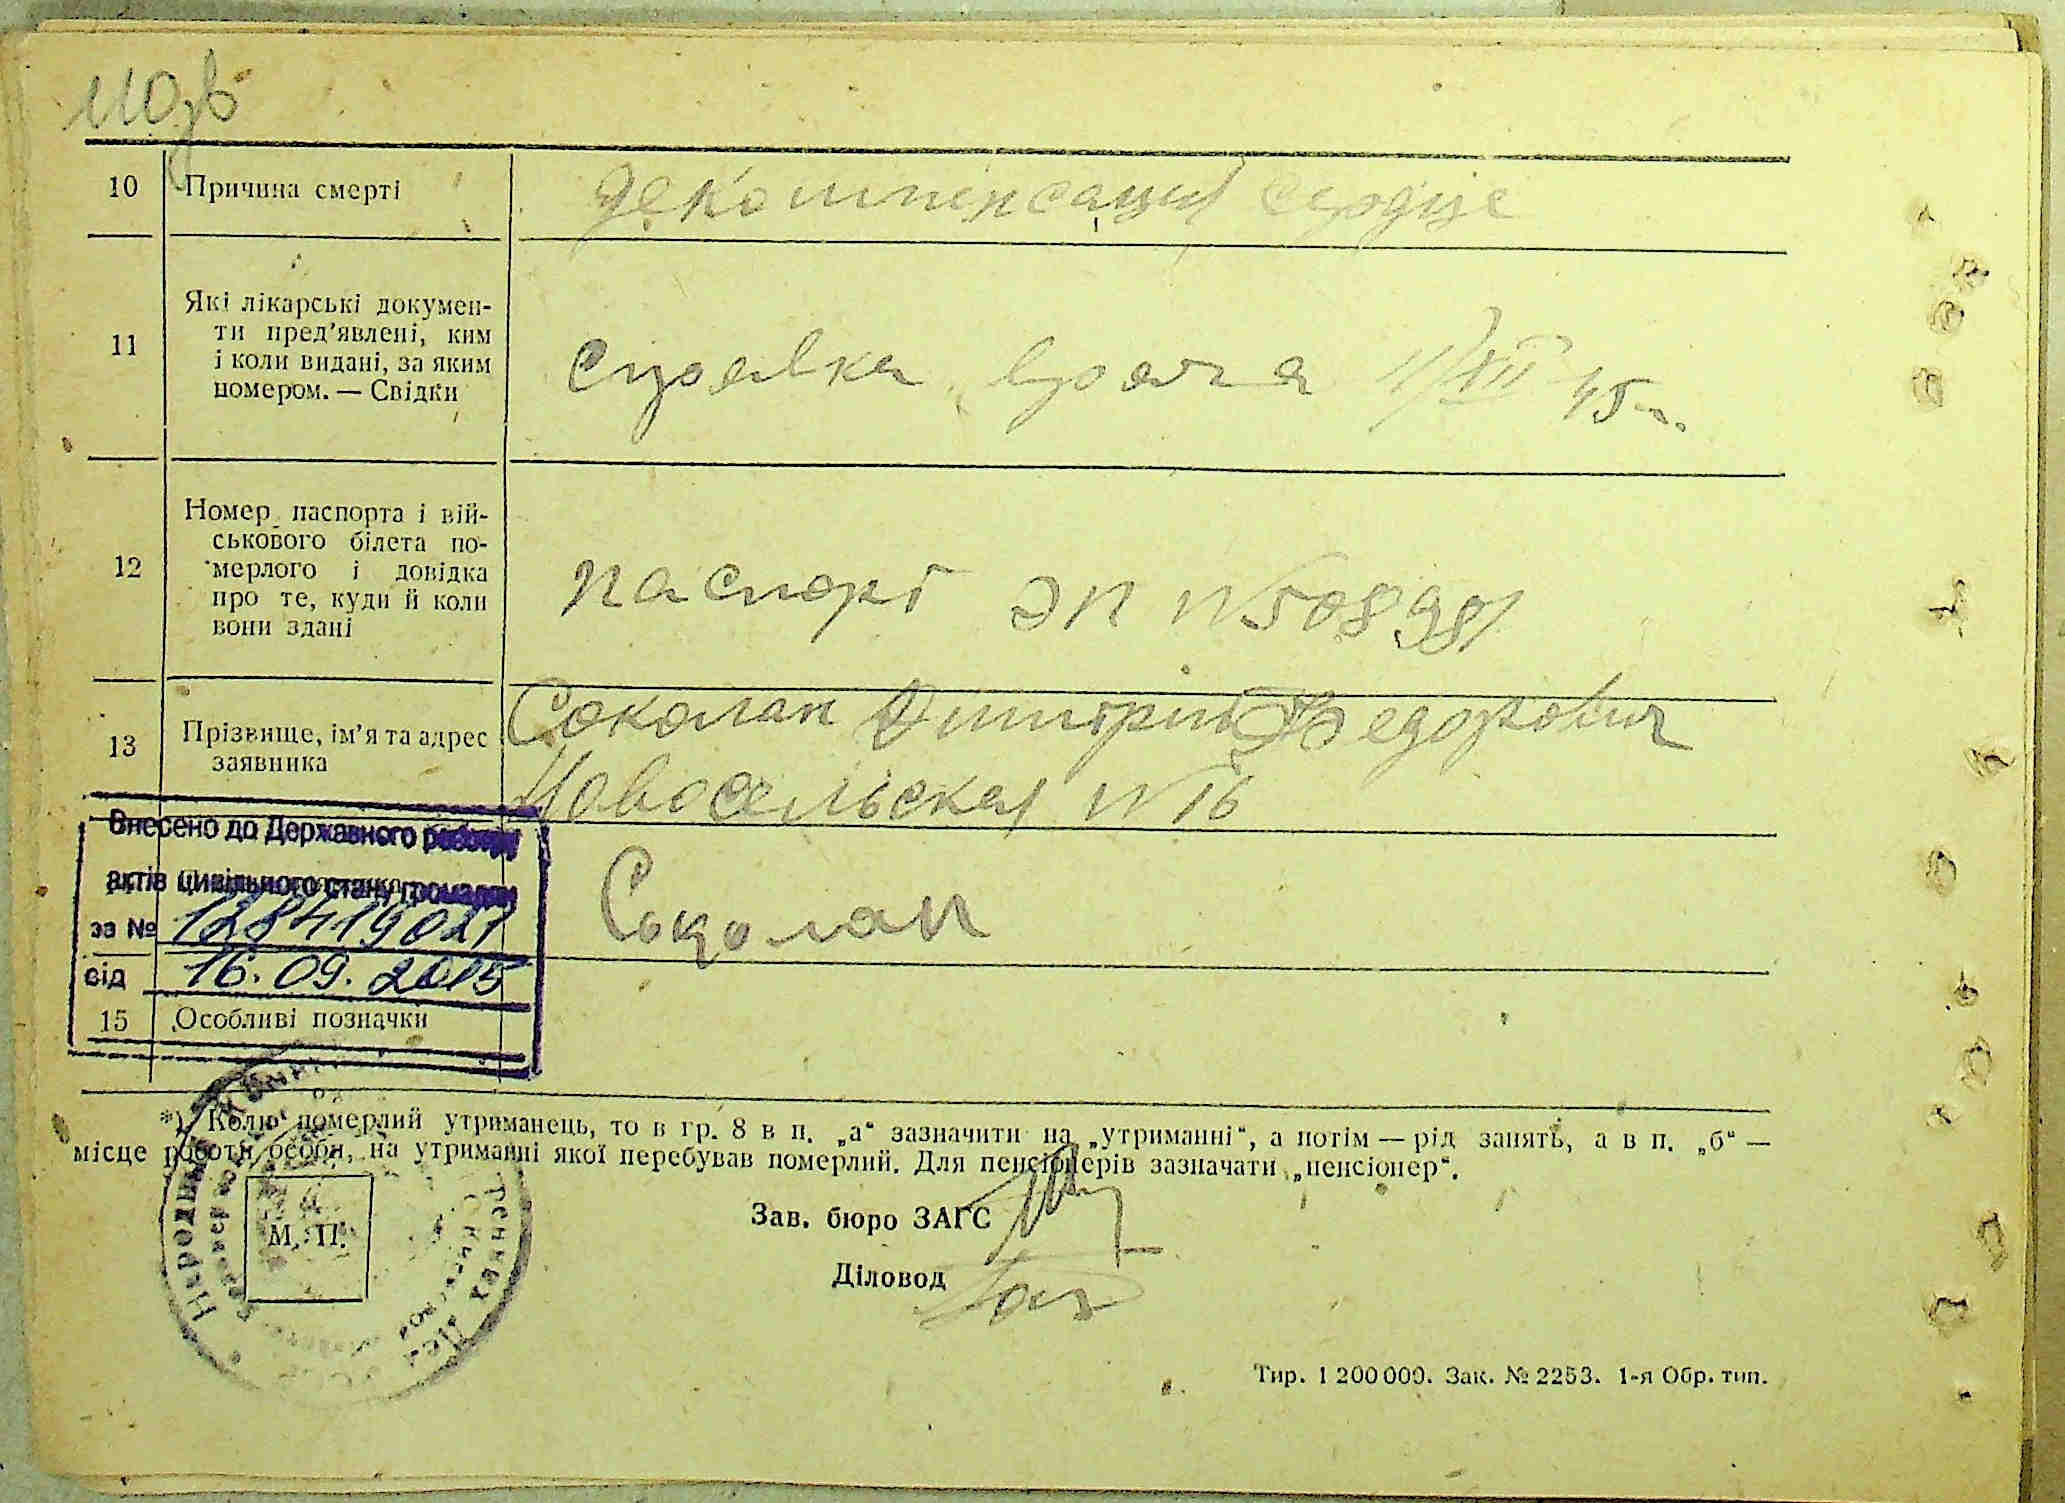 10 Причина смерті декомпенсация сердце
11 Які лікарські докумен-
ти пред’явлені, ким
і коли видані, за яким
номером. — Свідки
Справка врача 11/XII 45 г.
12 Номер паспорта і вій-
ськового білета по-
мерлого і довідка
про те, куди й коли
вони здані
паспорт ЭП №508981
13 Прізвище, ім’я та адрес
заявника
Соколан Дмитрий Федорович
Новосельская №
Соколан
Внесено до Державного реєстру
актів цивільного стану громадян
за № 128419021
від 16.09.2015
15 Особливі позначки
*) Коли померлий утриманець, то в гр. 8 в п. „а“ зазначити на „утриманні“, а потім — рід занять, а в п. „б“ —
місце роботи особи, на утриманні якої перебував померлий. Для пенсіонерів зазначати „пенсіонер“.
М. П.
Зав. бюро ЗАГС
Діловод
Тир. 1 200 000. Зак. № 2253. 1-я Обр. тип.